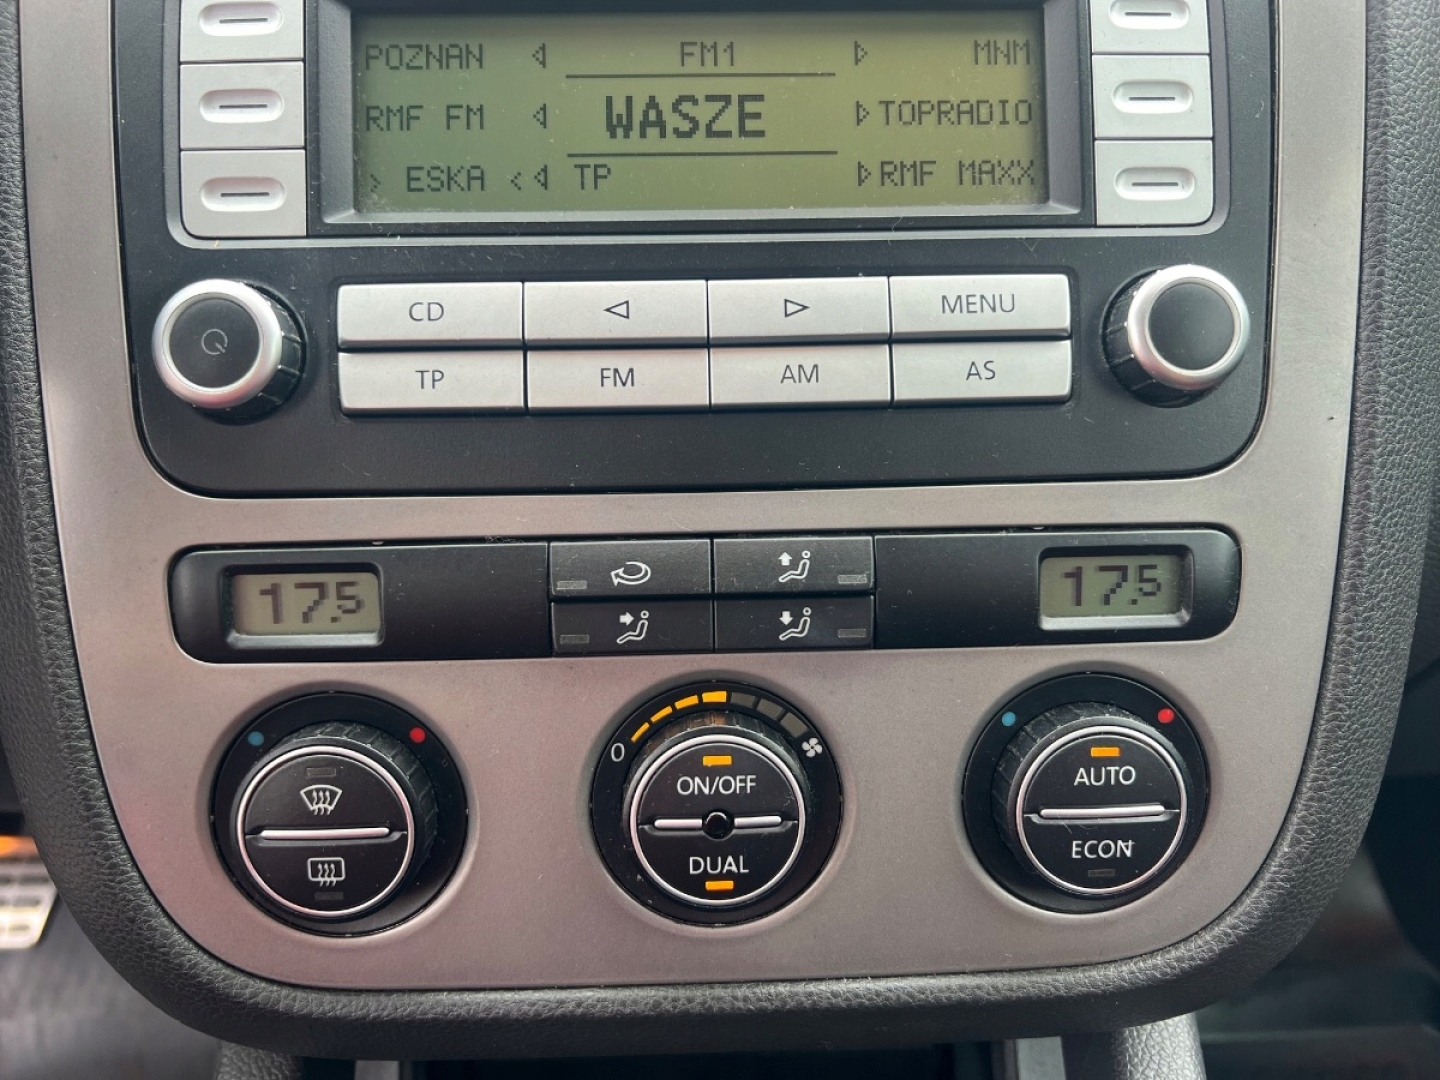 POZNAN FM1 MNM
RMF FM WASZE TOPRADIO
> ESKA < TP RMF MAXX
CD MENU
TP FM AM AS
17.5 17.5
0
ON/OFF AUTO
DUAL ECON